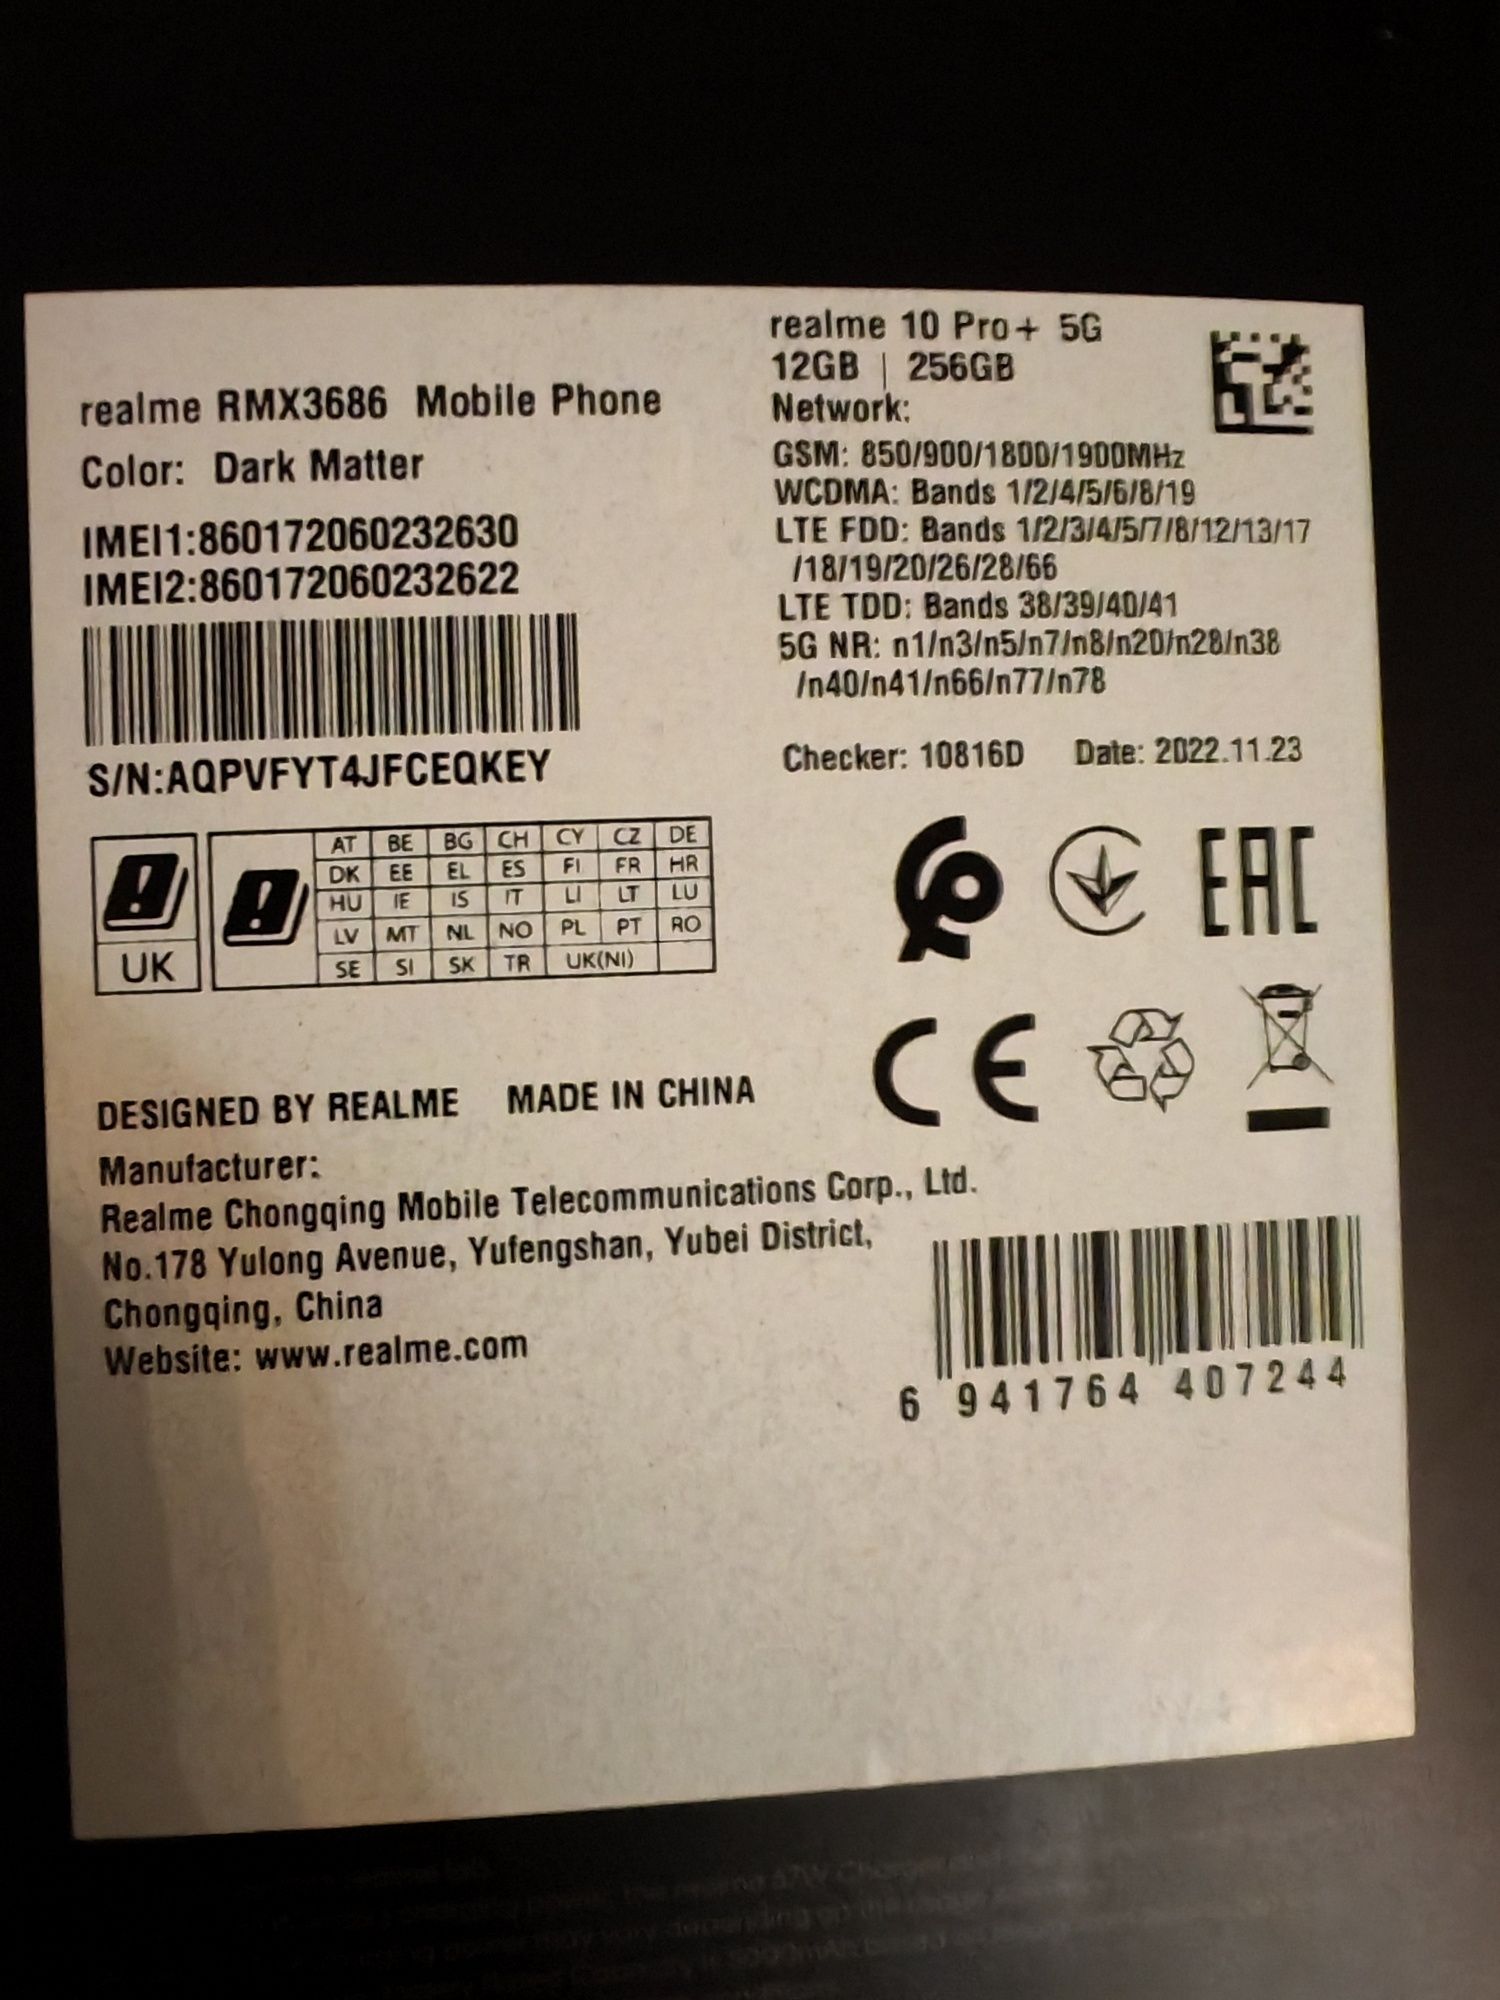 realme RMX3686 Mobile Phone
Color: Dark Matter
IMEI1:860172060232630
IMEI2:860172060232622
S/N:AQPVFYT4JFCEQKEY
realme 10 Pro+ 5G
12GB | 256GB
Network:
GSM: 850/900/1800/1900MHz
WCDMA: Bands 1/2/4/5/6/8/19
LTE FDD: Bands 1/2/3/4/5/7/8/12/13/17
/18/19/20/26/28/66
LTE TDD: Bands 38/39/40/41
5G NR: n1/n3/n5/n7/n8/n20/n28/n38
/n40/n41/n66/n77/n78
Checker: 10816D Date: 2022.11.23
UK
AT BE BG CH CY CZ DE
DK EE EL ES FI FR HR
HU IE IS IT LI LT LU
LV MT NL NO PL PT RO
SE SI SK TR UK(NI)
EAC
CE
DESIGNED BY REALME MADE IN CHINA
Manufacturer:
Realme Chongqing Mobile Telecommunications Corp., Ltd.
No.178 Yulong Avenue, Yufengshan, Yubei District,
Chongqing, China
Website: www.realme.com
6 941764 407244